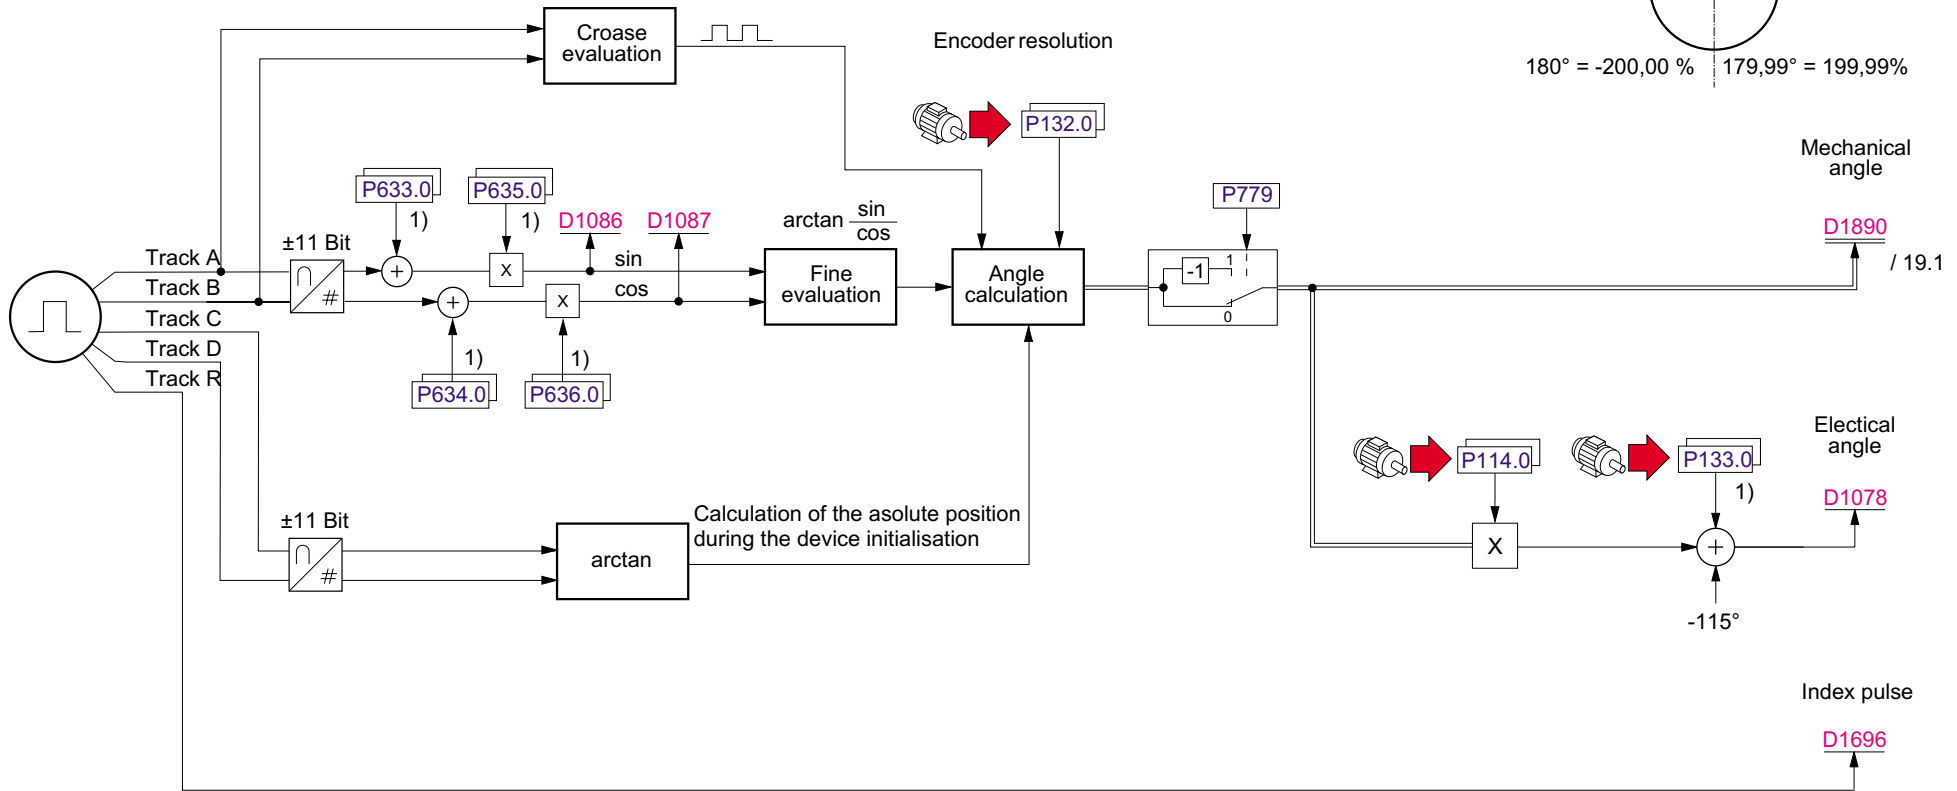 Croase
evaluation
Encoder resolution
180° = -200,00 %
179,99° = 199,99%
P132.0
Mechanical
angle
P633.0
1)
P635.0
1)
D1086
D1087
arctan sin
cos
P779
D1890
/ 19.1
±11 Bit
Track A
Track B
Track C
Track D
Track R
∩
#
+
X
sin
cos
+
X
Fine
evaluation
Angle
calculation
-1
1
0
1)
P634.0
1)
P636.0
Electical
angle
P114.0
P133.0
1)
D1078
±11 Bit
∩
#
arctan
Calculation of the asolute position
during the device initialisation
X
+
-115°
Index pulse
D1696